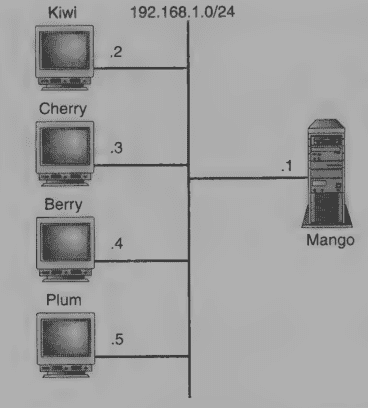 Kiwi
192.168.1.0/24
.2
Cherry
.3
.1
Berry
Mango
.4
Plum
.5